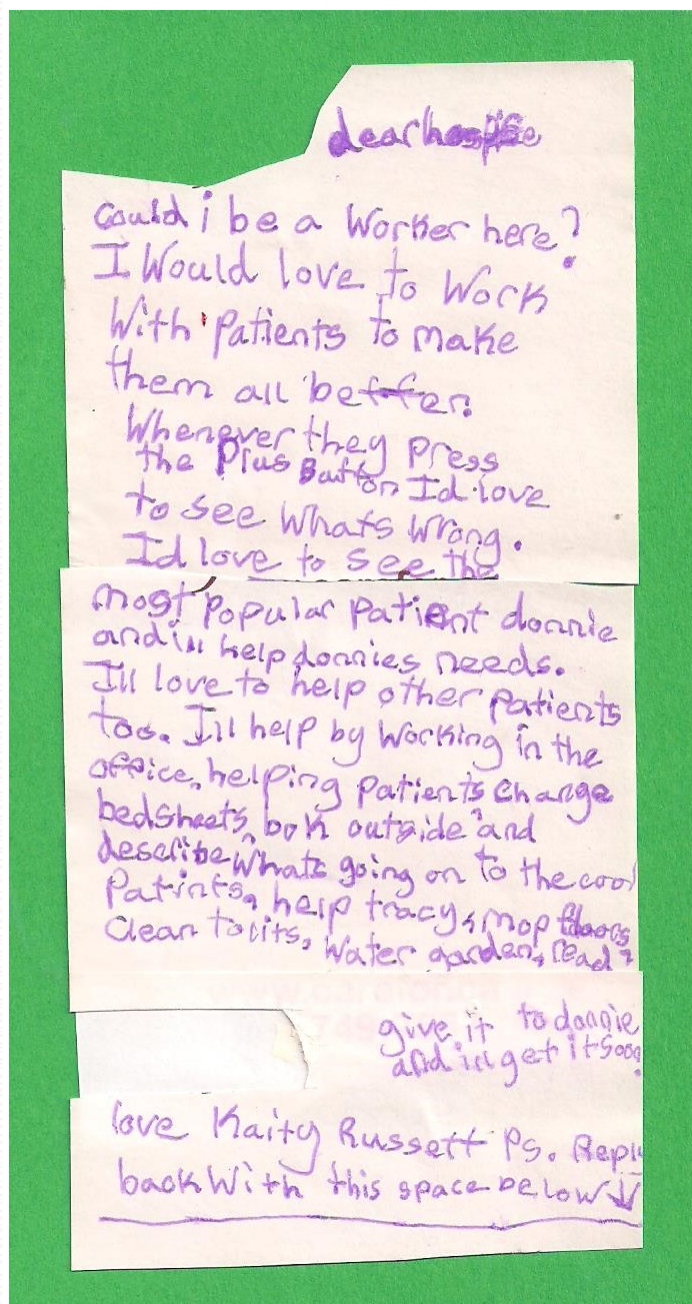 dear hospice
Could i be a Worker here?
I Would love to Work
With Patients to make
them all better.
Whenever they press
the Plus Button Id love
to see whats wrong.
Id love to see the
most popular patient donnie
and ill help donnies needs.
Ill love to help other patients
too. Ill help by working in the
office, helping patients change
bedsheets, look outside and
describe whats going on to the cool
Patints, help tracy, mop floors
Clean toilits, water garden, read
give it to donnie
and ill get it soon
love Kaity Russett Ps. Reply
back With this space below